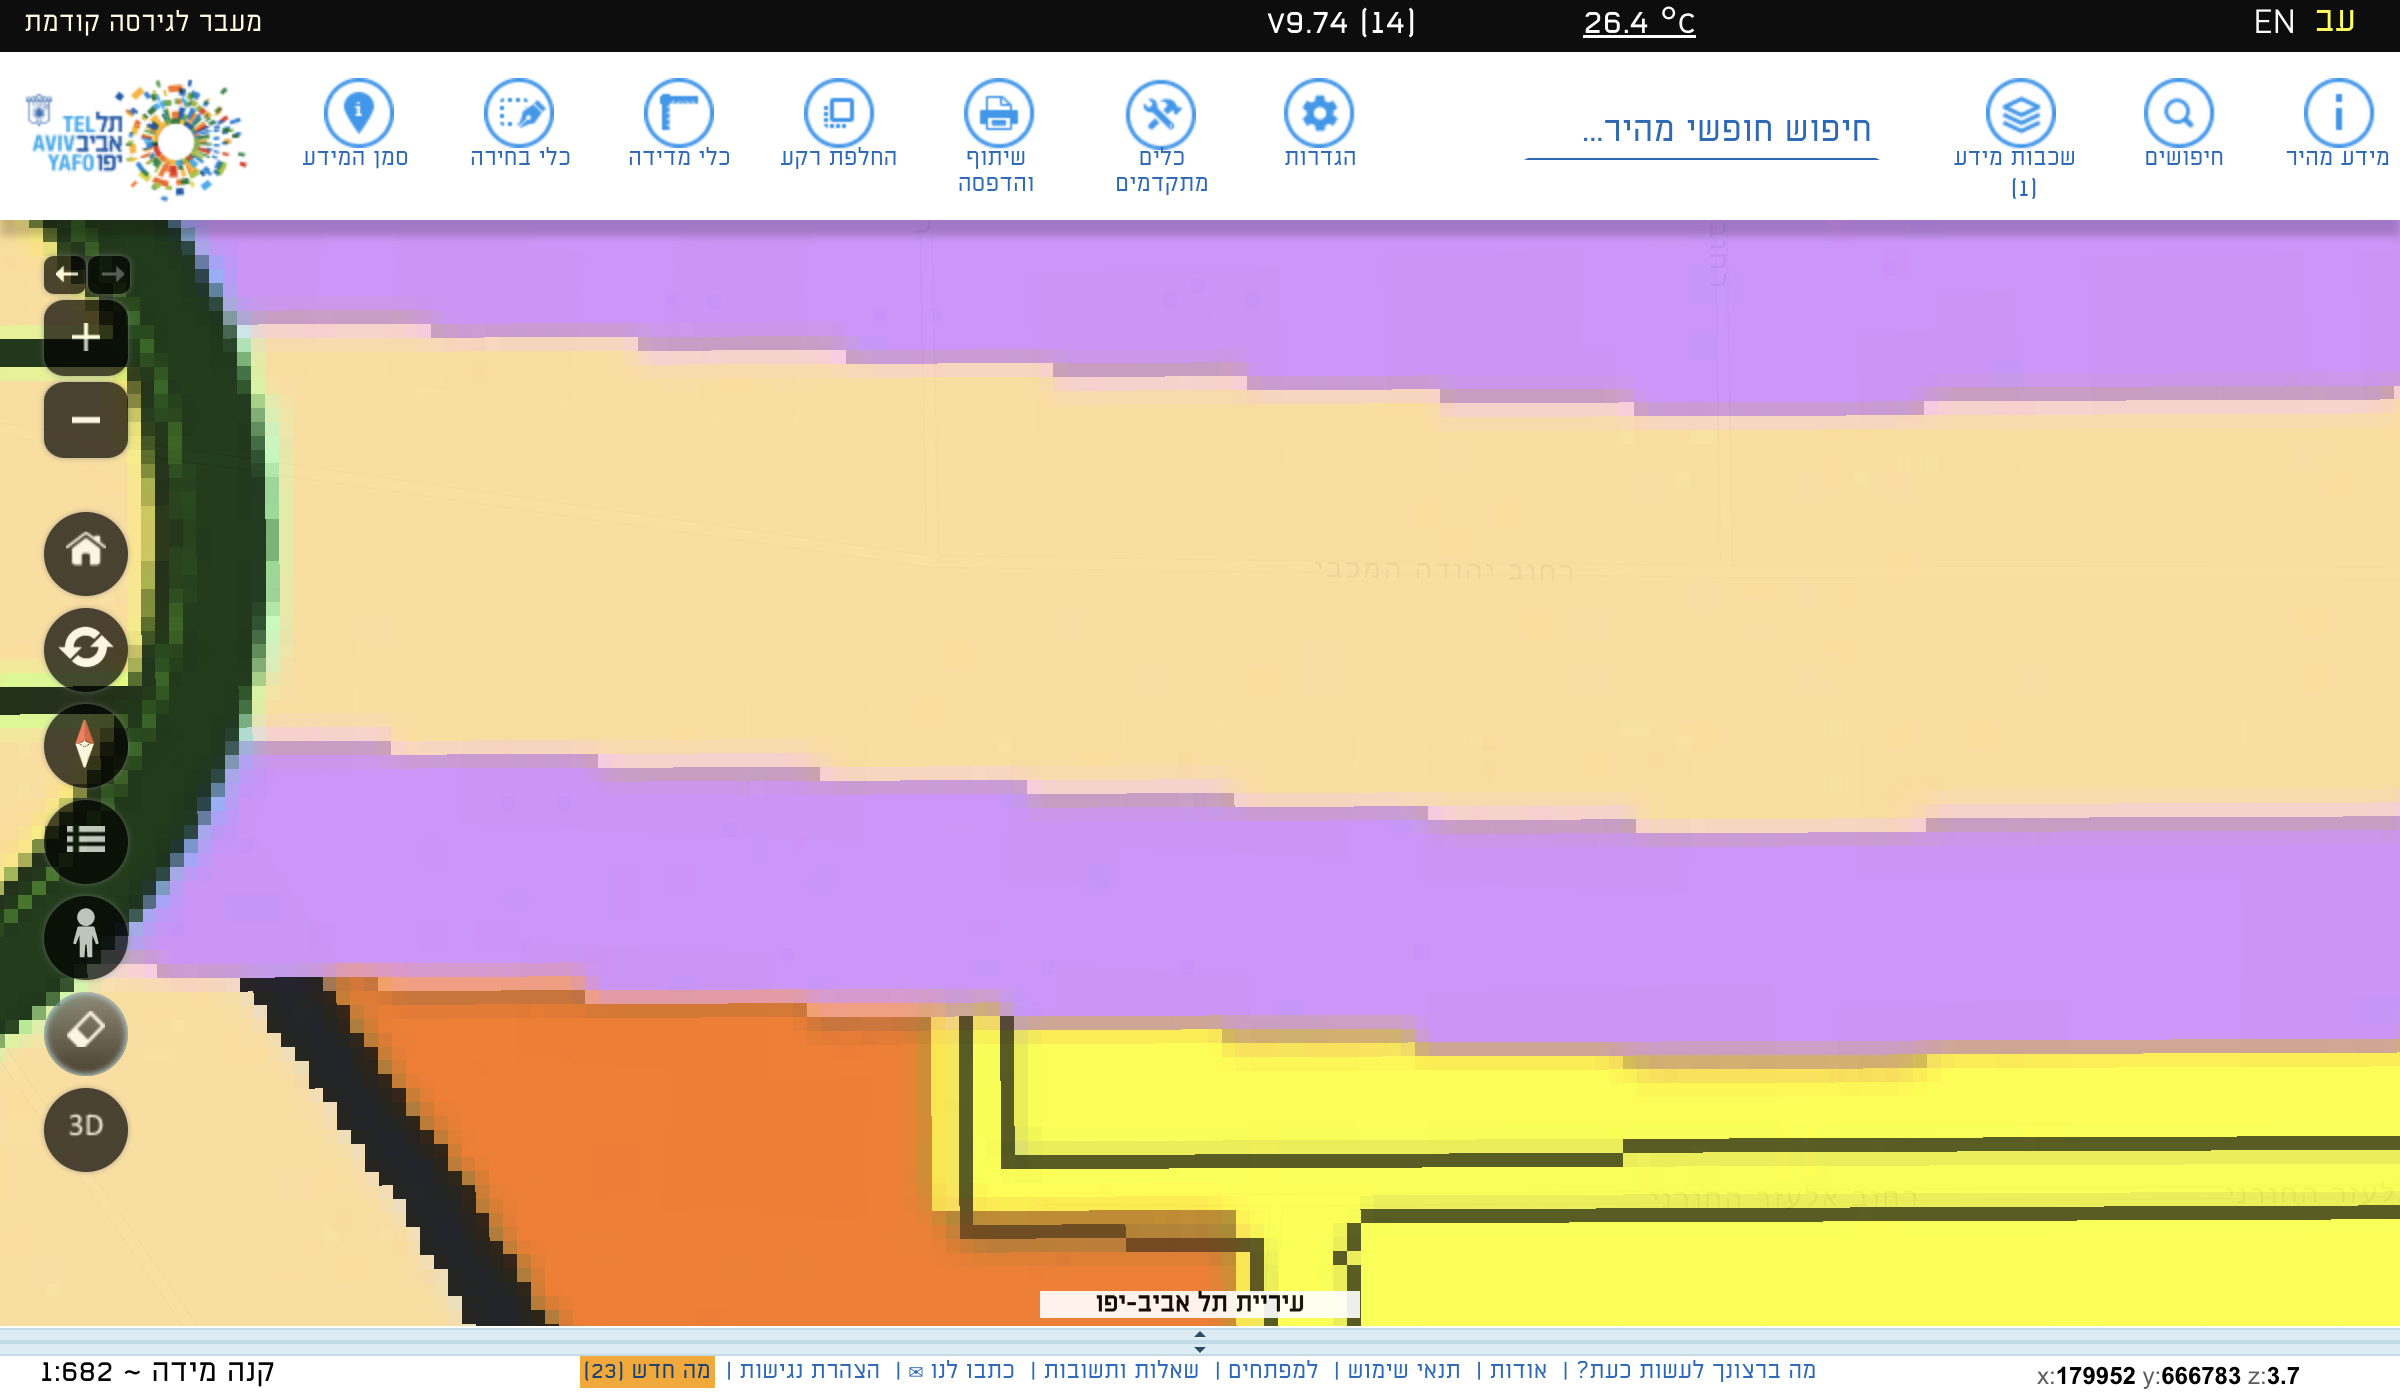 עב EN
26.4 °C
V9.74 (14)
מעבר לגירסה קודמת
מידע מהיר
חיפושים
שכבות מידע
(1)
חיפוש חופשי מהיר...
הגדרות
כלים
מתקדמים
שיתוף
והדפסה
החלפת רקע
כלי מדידה
כלי בחירה
סמן המידע
תל אביב יפו
TEL AVIV YAFO
רחוב יהודה המכבי
רחוב אלעזר החורני
לעזר החורני
3D
עיריית תל אביב-יפו
x:179952 y:666783 z:3.7
מה ברצונך לעשות כעת? | אודות | תנאי שימוש | למפתחים | שאלות ותשובות | כתבו לנו ✉ | הצהרת נגישות | מה חדש (23)
קנה מידה ~ 1:682